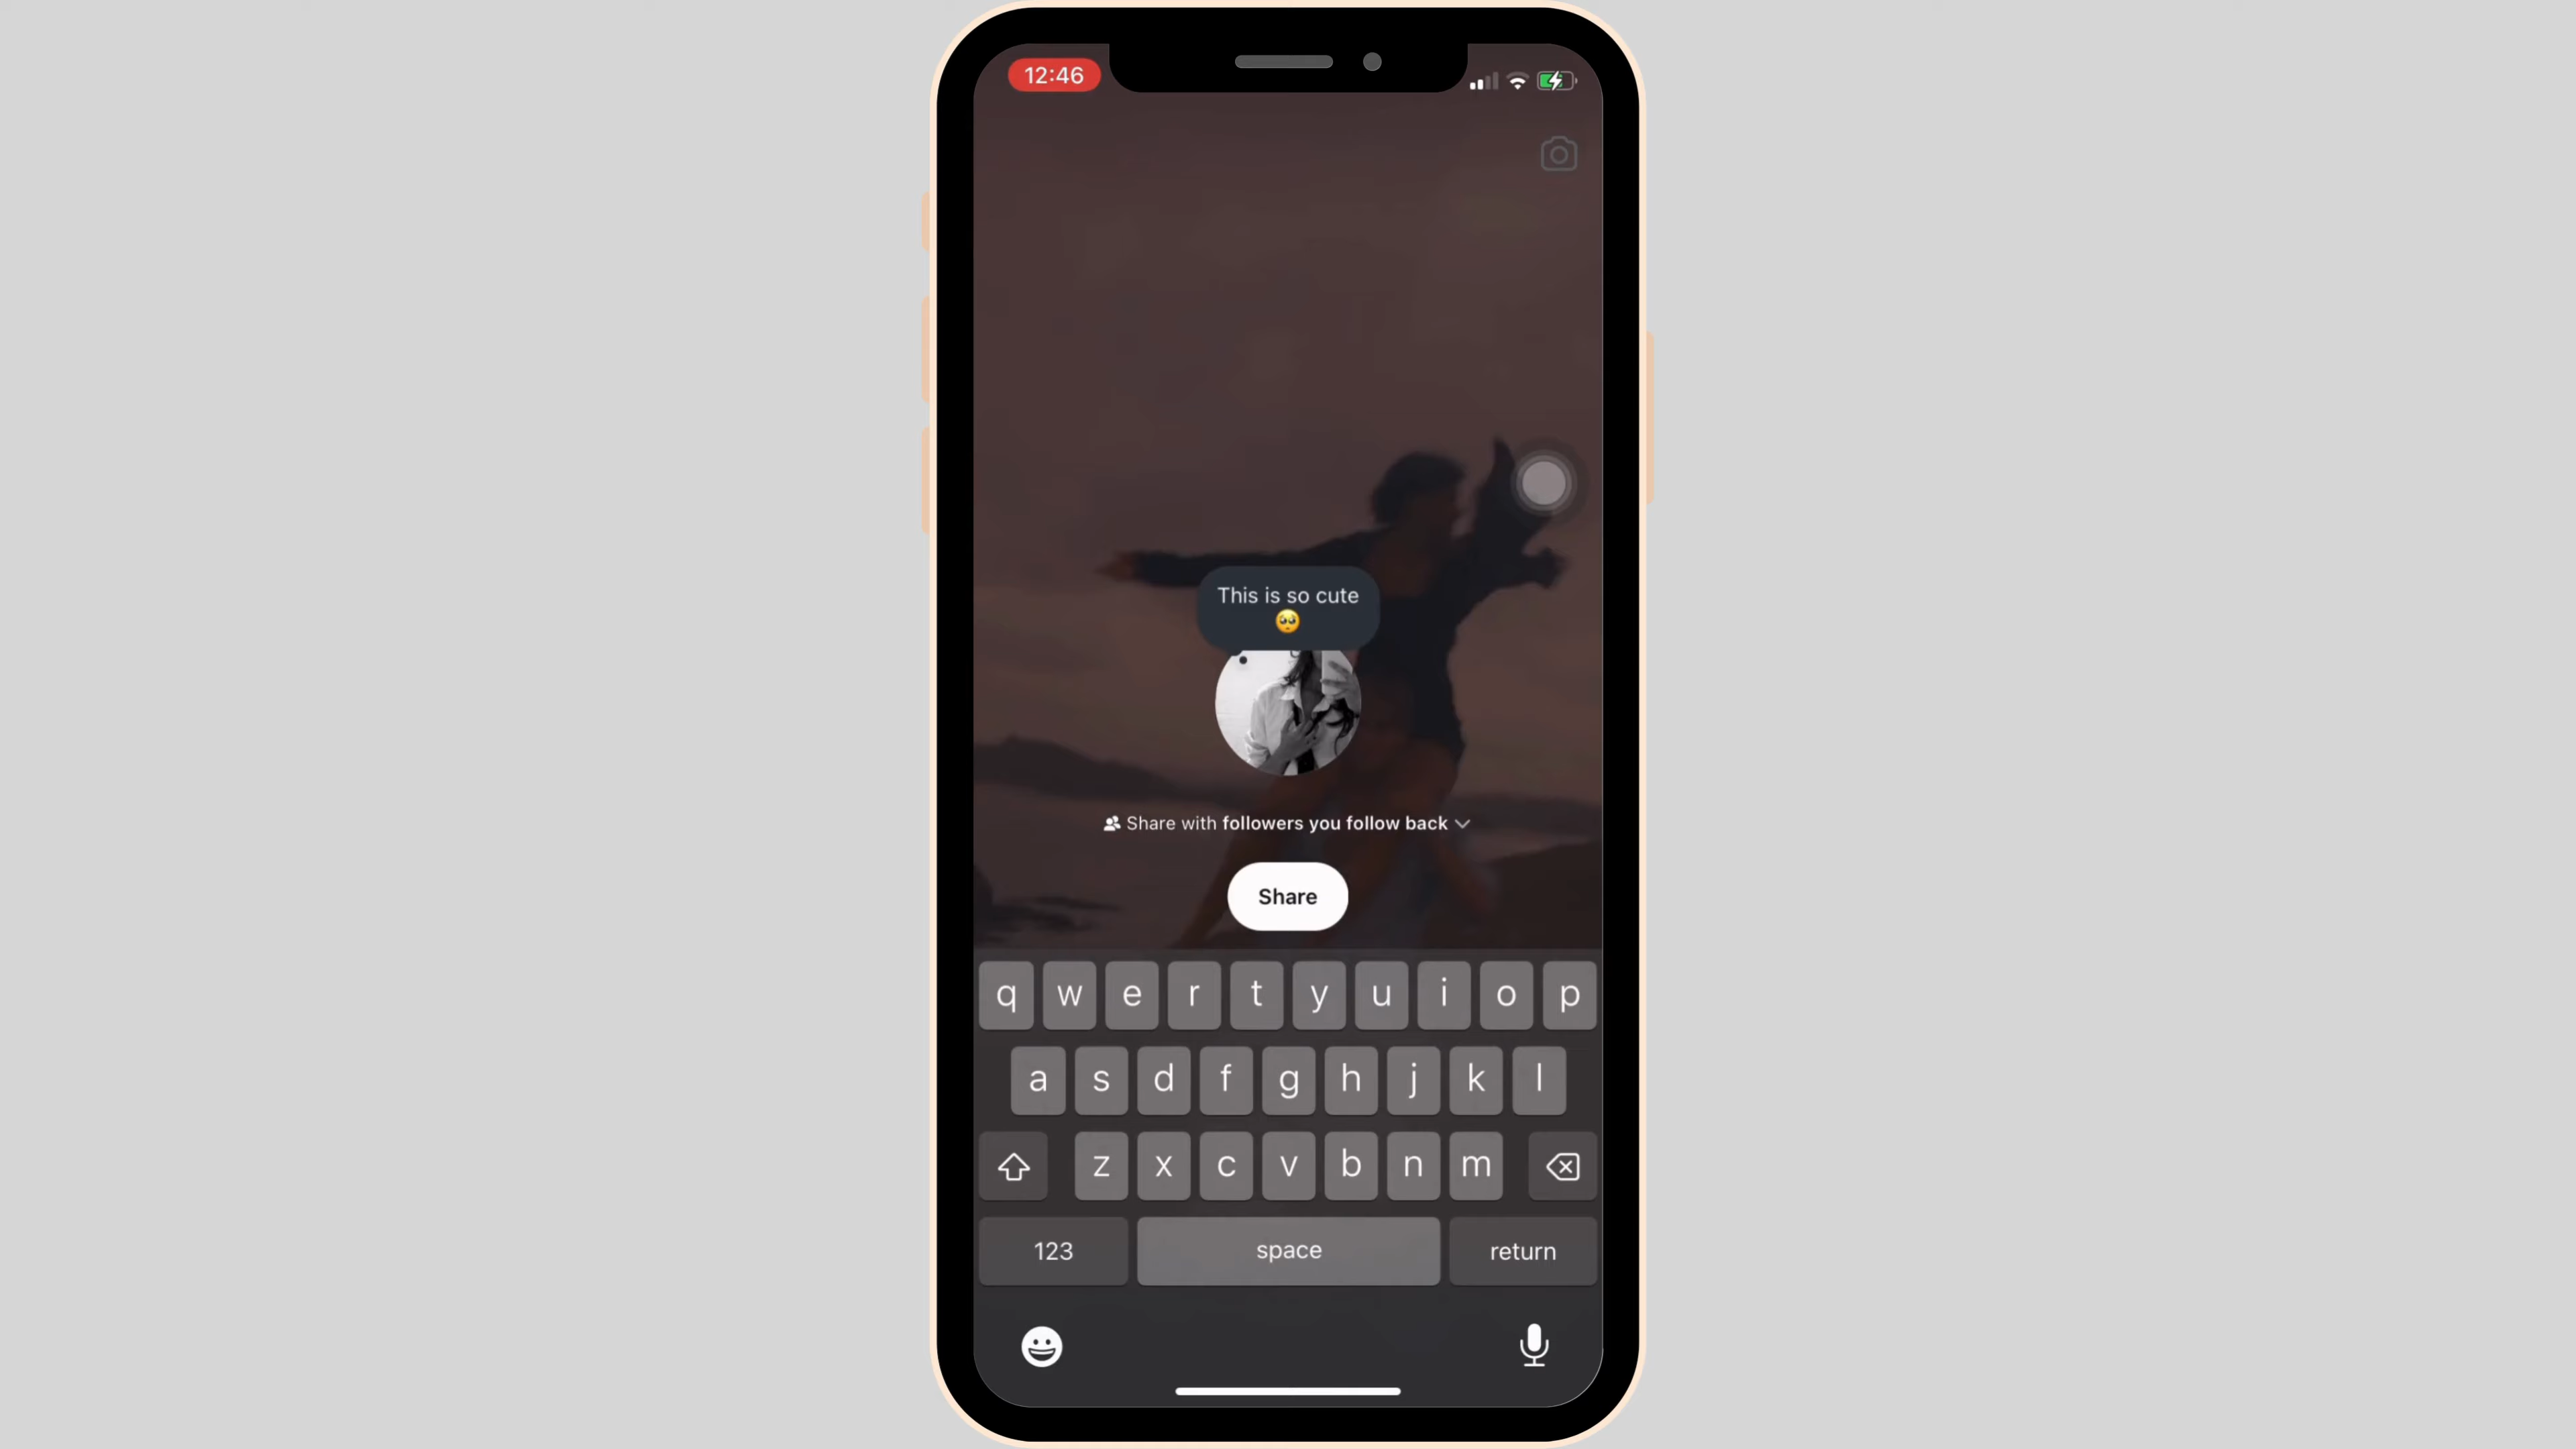 12:46
This is so cute
🥺
Share with followers you follow back
Share
q w e r t y u i o p
a s d f g h j k l
z x c v b n m
123 space return